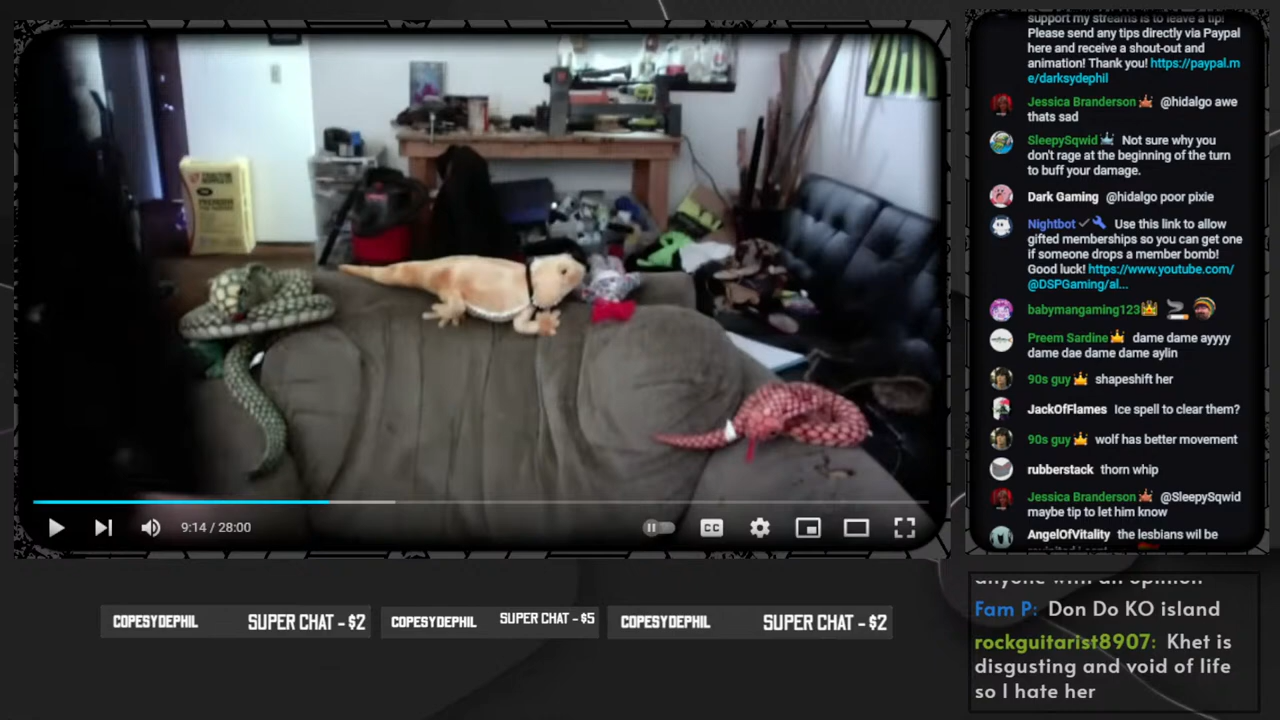 9:14 / 28:00
CC
COPESYDEPHIL SUPER CHAT - $2
COPESYDEPHIL SUPER CHAT - $5
COPESYDEPHIL SUPER CHAT - $2
support my streams is to leave a tip!
Please send any tips directly via Paypal
here and receive a shout-out and
animation! Thank you! https://paypal.m
e/darksydephil
Jessica Branderson @hidalgo awe
thats sad
SleepySqwid Not sure why you
don't rage at the beginning of the turn
to buff your damage.
Dark Gaming @hidalgo poor pixie
Nightbot Use this link to allow
gifted memberships so you can get one
if someone drops a member bomb!
Good luck! https://www.youtube.com/
@DSPGaming/al...
babymangaming123
Preem Sardine dame dame ayyyy
dame dae dame dame aylin
90s guy shapeshift her
JackOfFlames Ice spell to clear them?
90s guy wolf has better movement
rubberstack thorn whip
Jessica Branderson @SleepySqwid
maybe tip to let him know
AngelOfVitality the lesbians wil be
anyone with an opinion
Fam P: Don Do KO island
rockguitarist8907: Khet is
disgusting and void of life
so I hate her